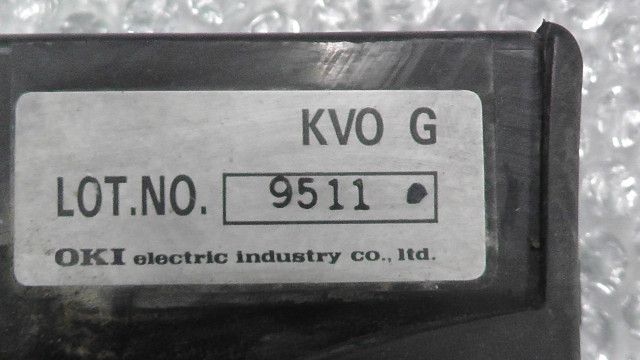 KVO G
LOT.NO. 9511
OKI electric industry co., ltd.